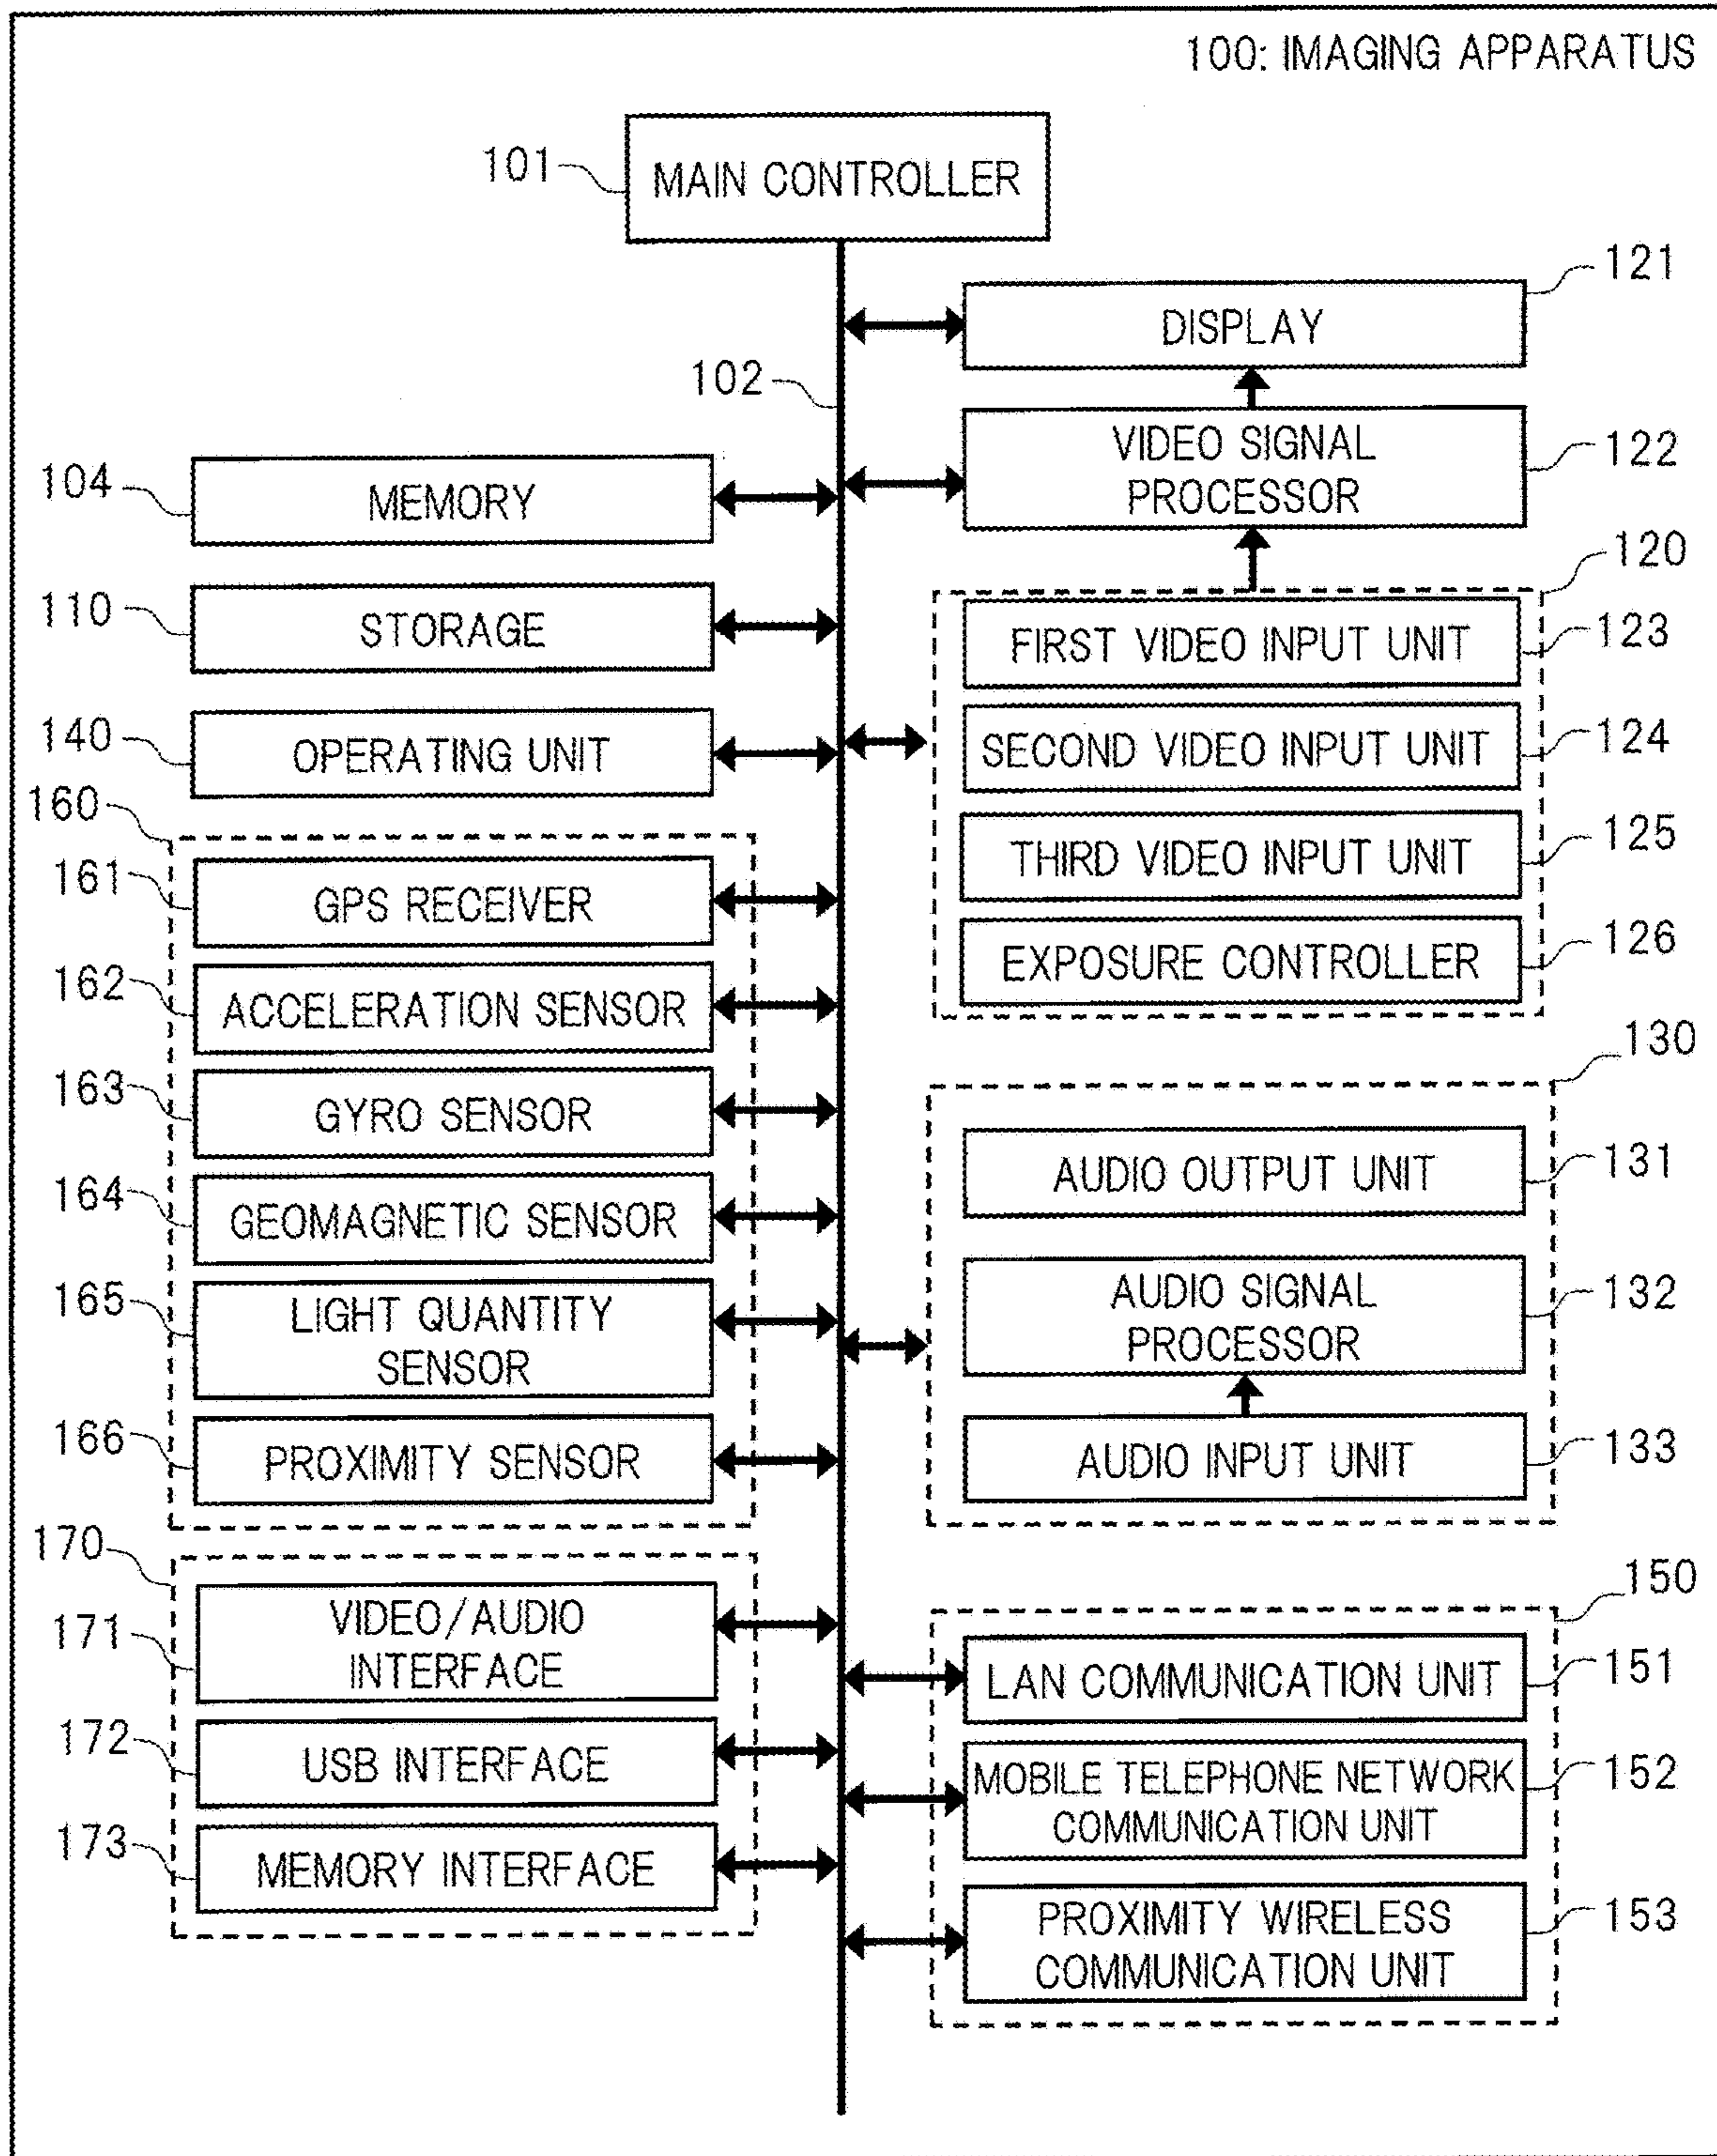 100: IMAGING APPARATUS
101
MAIN CONTROLLER
102
121
DISPLAY
122
VIDEO SIGNAL
PROCESSOR
104
MEMORY
110
STORAGE
140
OPERATING UNIT
120
FIRST VIDEO INPUT UNIT
123
SECOND VIDEO INPUT UNIT
124
THIRD VIDEO INPUT UNIT
125
EXPOSURE CONTROLLER
126
160
161
GPS RECEIVER
162
ACCELERATION SENSOR
163
GYRO SENSOR
164
GEOMAGNETIC SENSOR
165
LIGHT QUANTITY
SENSOR
166
PROXIMITY SENSOR
130
AUDIO OUTPUT UNIT
131
AUDIO SIGNAL
PROCESSOR
132
AUDIO INPUT UNIT
133
170
171
VIDEO/AUDIO
INTERFACE
172
USB INTERFACE
173
MEMORY INTERFACE
150
LAN COMMUNICATION UNIT
151
MOBILE TELEPHONE NETWORK
COMMUNICATION UNIT
152
PROXIMITY WIRELESS
COMMUNICATION UNIT
153